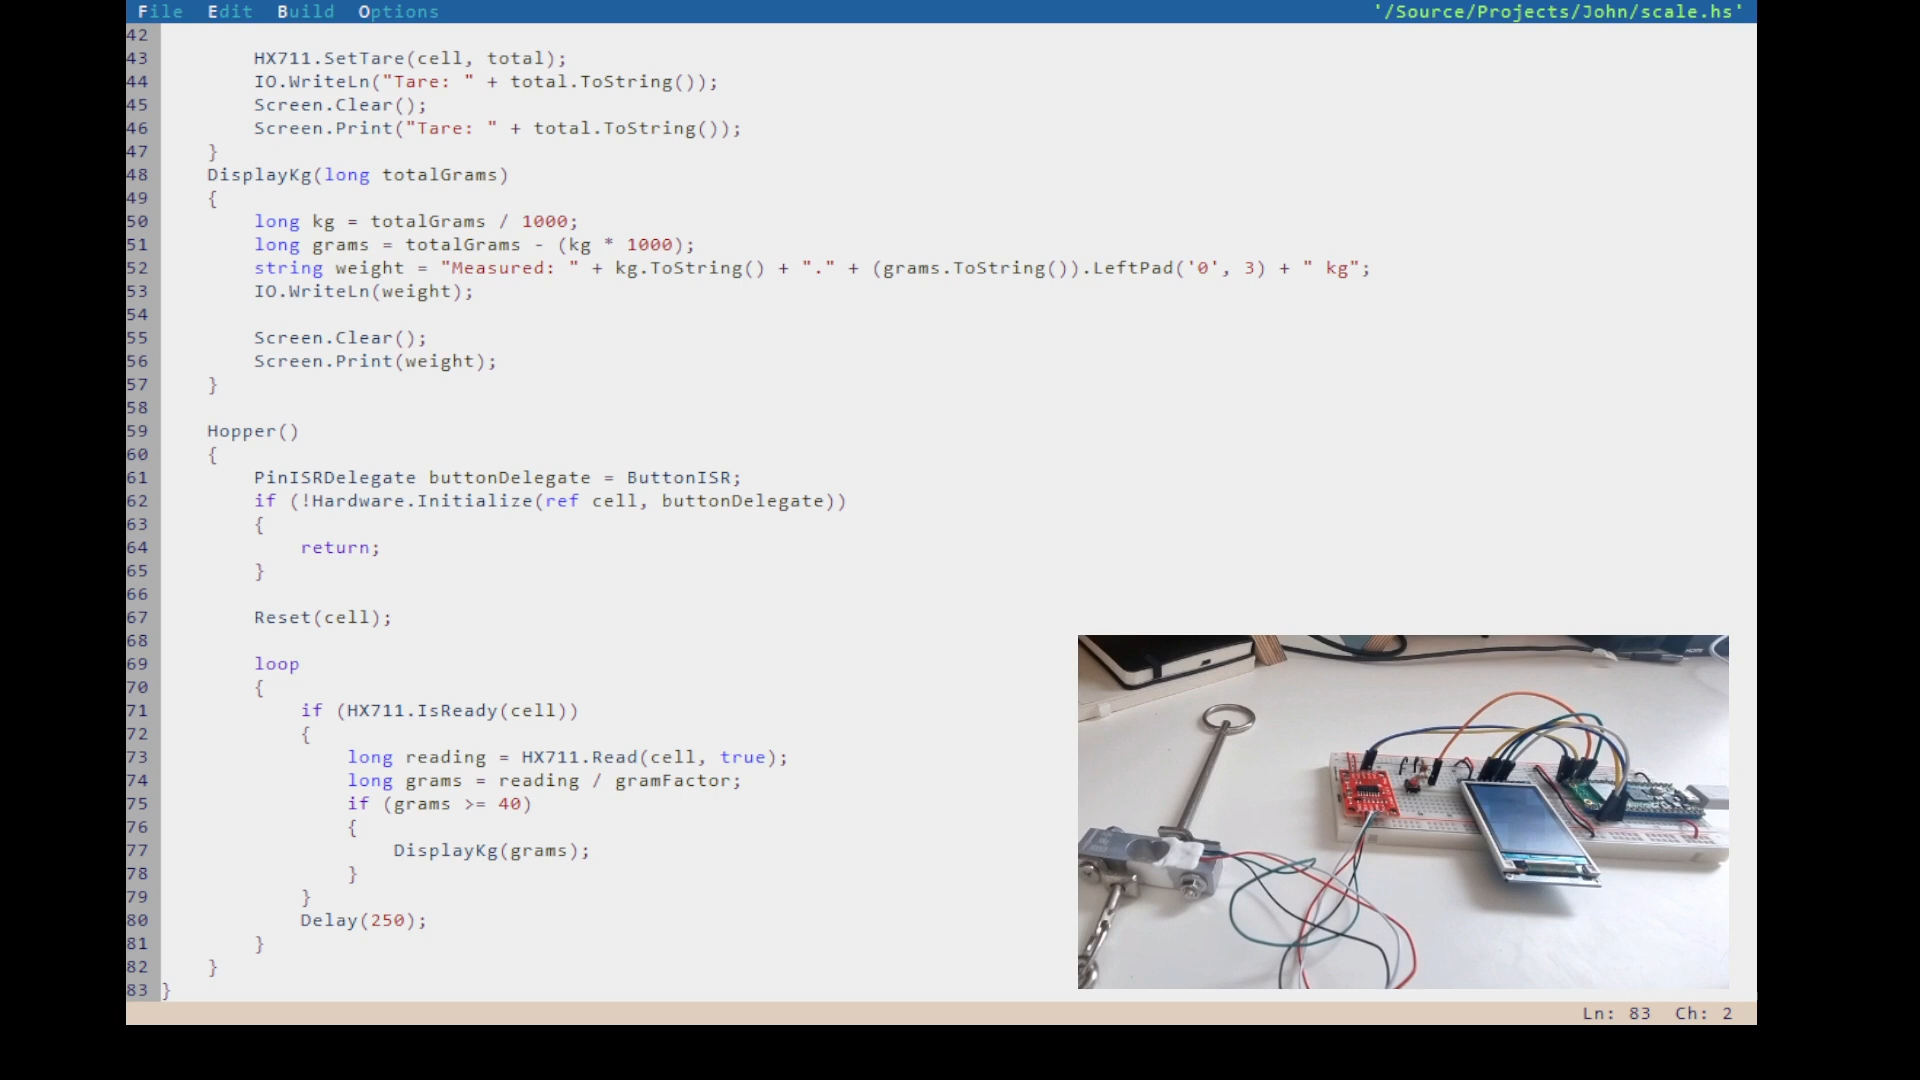 File Edit Build Options '/Source/Projects/John/scale.hs'
42
43 HX711.SetTare(cell, total);
44 IO.WriteLn("Tare: " + total.ToString());
45 Screen.Clear();
46 Screen.Print("Tare: " + total.ToString());
47 }
48 DisplayKg(long totalGrams)
49 {
50 long kg = totalGrams / 1000;
51 long grams = totalGrams - (kg * 1000);
52 string weight = "Measured: " + kg.ToString() + "." + (grams.ToString()).LeftPad('0', 3) + " kg";
53 IO.WriteLn(weight);
54
55 Screen.Clear();
56 Screen.Print(weight);
57 }
58
59 Hopper()
60 {
61 PinISRDelegate buttonDelegate = ButtonISR;
62 if (!Hardware.Initialize(ref cell, buttonDelegate))
63 {
64 return;
65 }
66
67 Reset(cell);
68
69 loop
70 {
71 if (HX711.IsReady(cell))
72 {
73 long reading = HX711.Read(cell, true);
74 long grams = reading / gramFactor;
75 if (grams >= 40)
76 {
77 DisplayKg(grams);
78 }
79 }
80 Delay(250);
81 }
82 }
83 }
Ln: 83 Ch: 2